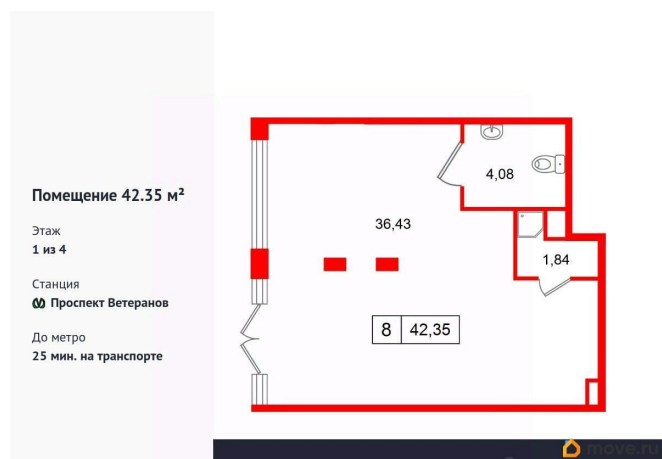 Помещение 42.35 м²
Этаж
1 из 4
Станция
Проспект Ветеранов
До метро
25 мин. на транспорте
4,08
36,43
1,84
8 42,35
move.ru